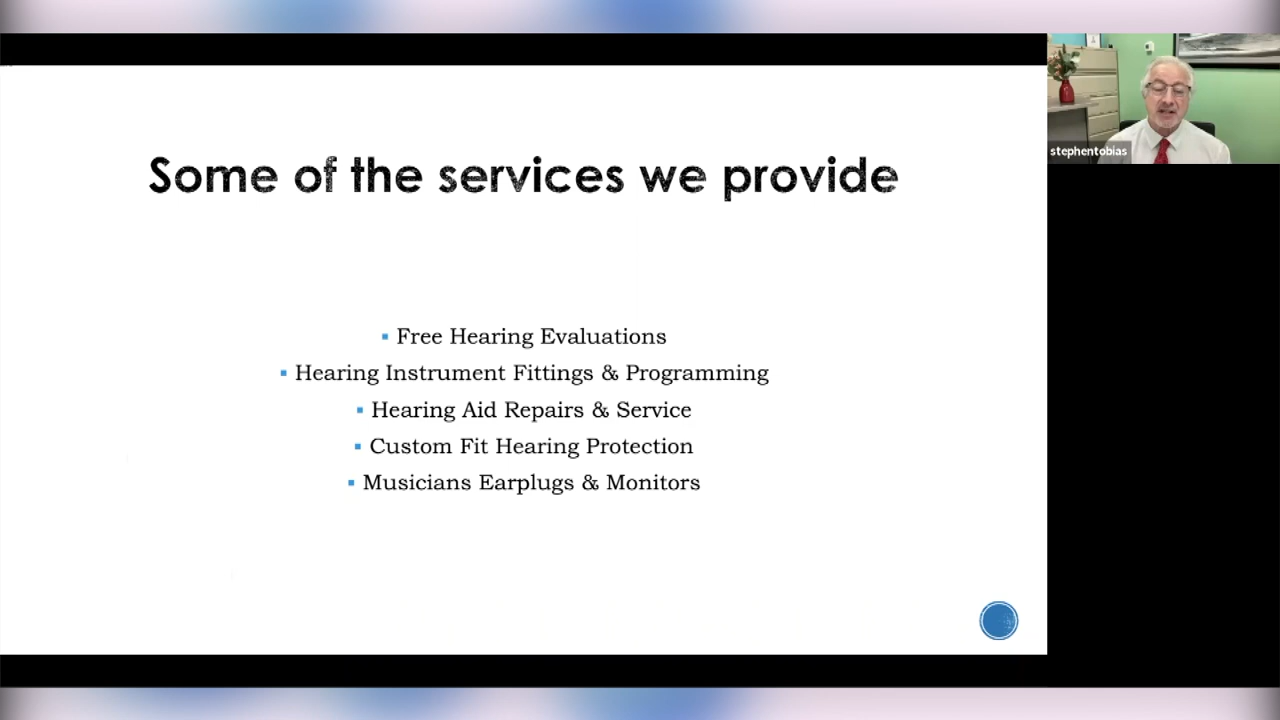 Some of the services we provide
Free Hearing Evaluations
Hearing Instrument Fittings & Programming
Hearing Aid Repairs & Service
Custom Fit Hearing Protection
Musicians Earplugs & Monitors
stephentobias